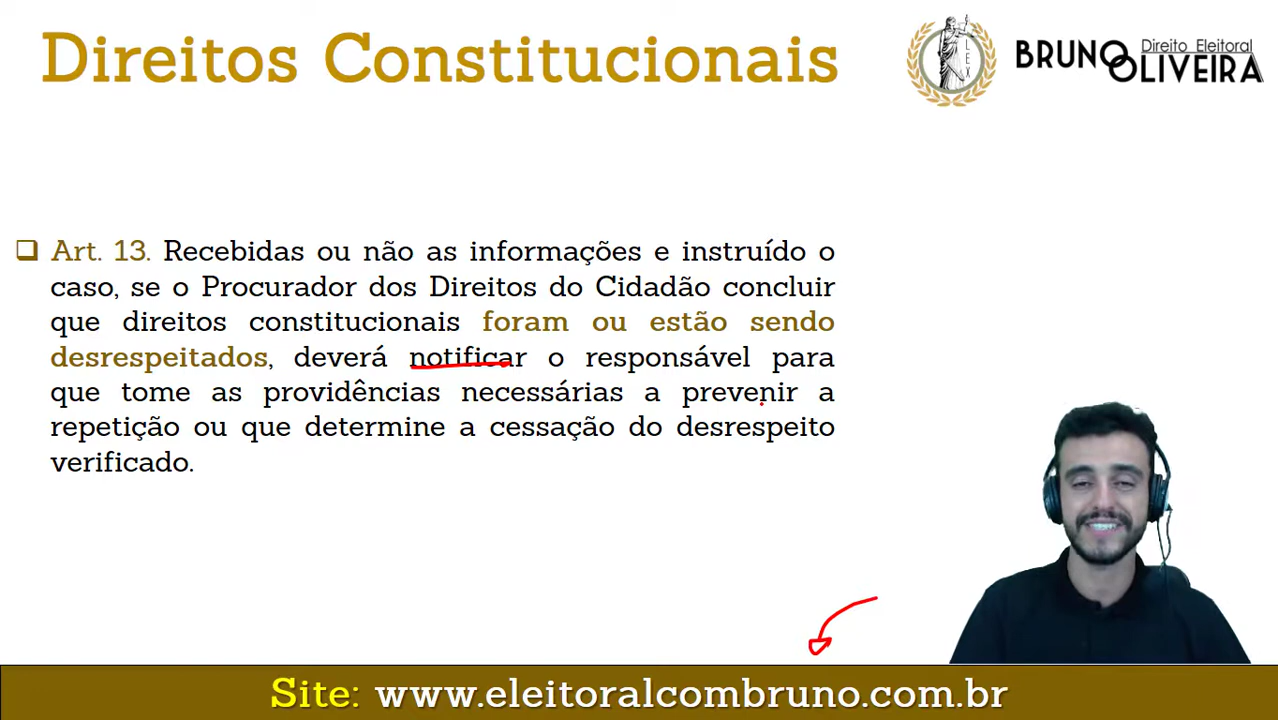 Direitos Constitucionais
LEX
BRUNO Direito Eleitoral
OLIVEIRA
Art. 13. Recebidas ou não as informações e instruído o
caso, se o Procurador dos Direitos do Cidadão concluir
que direitos constitucionais foram ou estão sendo
desrespeitados, deverá notificar o responsável para
que tome as providências necessárias a prevenir a
repetição ou que determine a cessação do desrespeito
verificado.
Site: www.eleitoralcombruno.com.br